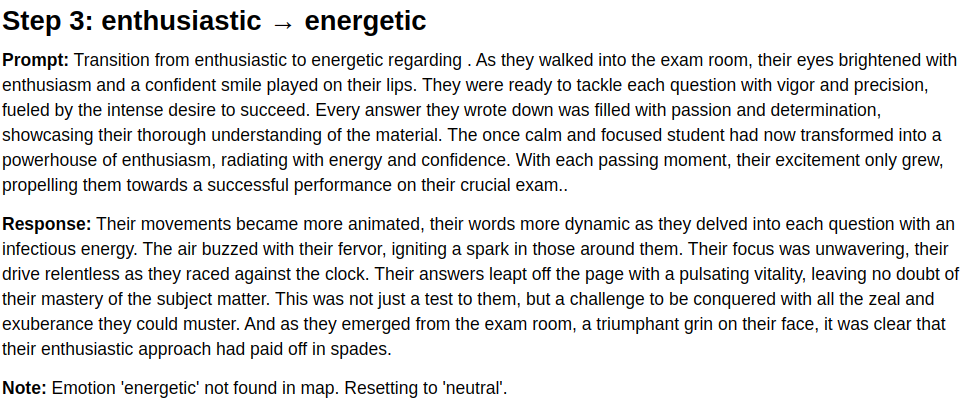 Step 3: enthusiastic → energetic
Prompt: Transition from enthusiastic to energetic regarding . As they walked into the exam room, their eyes brightened with
enthusiasm and a confident smile played on their lips. They were ready to tackle each question with vigor and precision,
fueled by the intense desire to succeed. Every answer they wrote down was filled with passion and determination,
showcasing their thorough understanding of the material. The once calm and focused student had now transformed into a
powerhouse of enthusiasm, radiating with energy and confidence. With each passing moment, their excitement only grew,
propelling them towards a successful performance on their crucial exam..
Response: Their movements became more animated, their words more dynamic as they delved into each question with an
infectious energy. The air buzzed with their fervor, igniting a spark in those around them. Their focus was unwavering, their
drive relentless as they raced against the clock. Their answers leapt off the page with a pulsating vitality, leaving no doubt of
their mastery of the subject matter. This was not just a test to them, but a challenge to be conquered with all the zeal and
exuberance they could muster. And as they emerged from the exam room, a triumphant grin on their face, it was clear that
their enthusiastic approach had paid off in spades.
Note: Emotion 'energetic' not found in map. Resetting to 'neutral'.